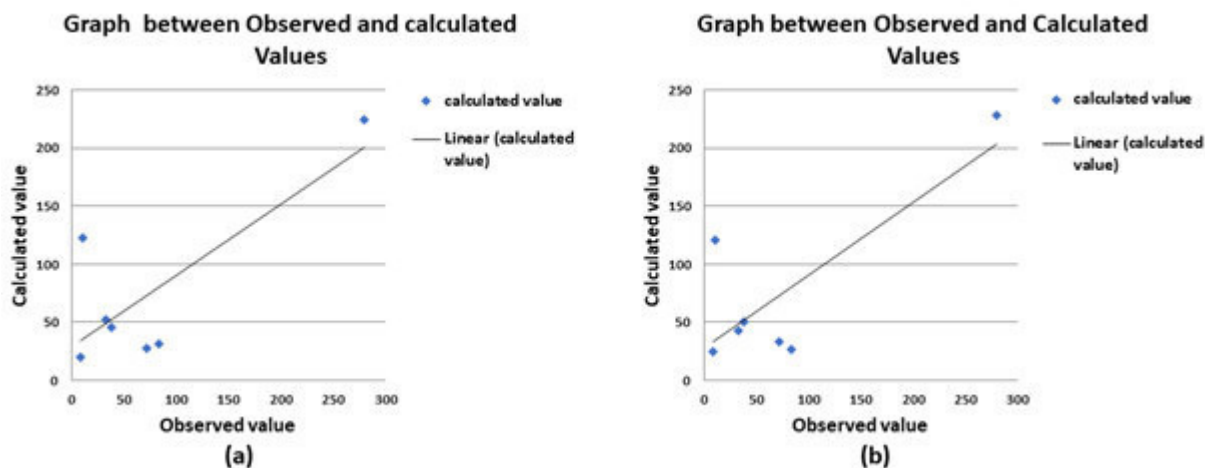 Graph  between Observed and calculated
Values
250
200
150
100
50
0
Calculated value
0 50 100 150 200 250 300
Observed value
calculated value
Linear (calculated
value)
(a)
Graph between Observed and Calculated
Values
250
200
150
100
50
0
Calculated value
0 50 100 150 200 250 300
Observed value
calculated value
Linear (calculated
value)
(b)